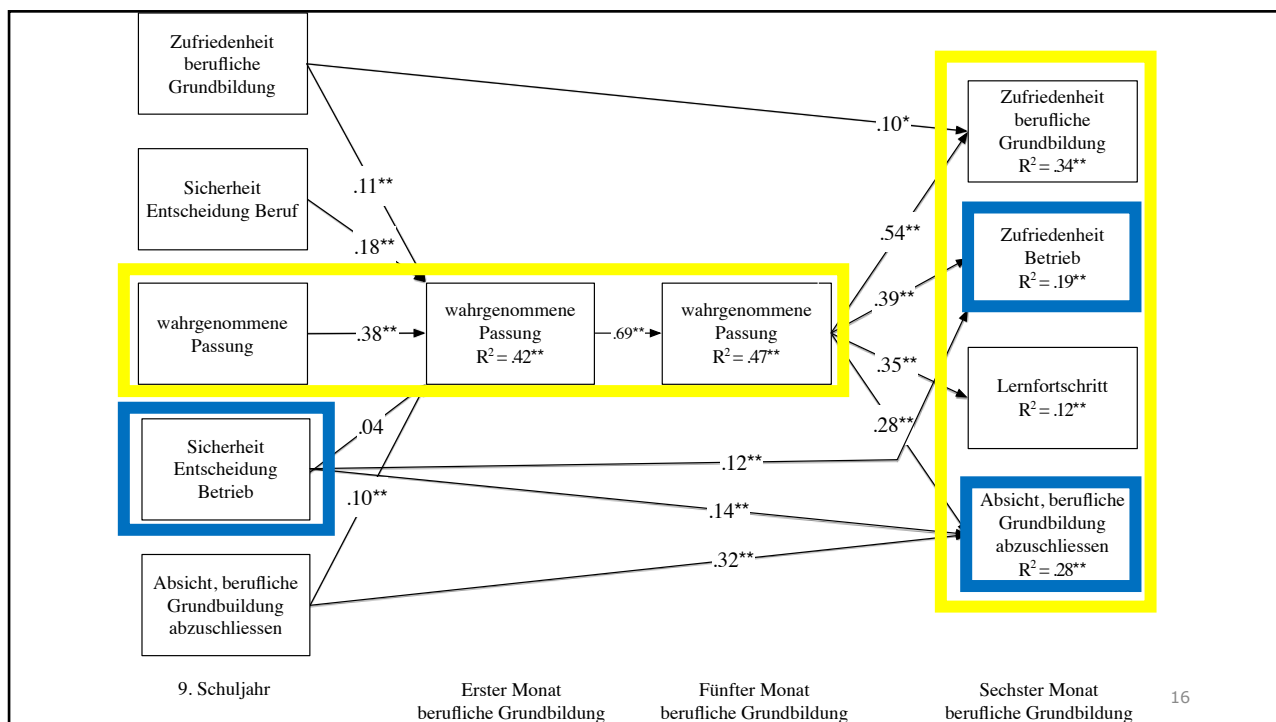 Zufriedenheit
berufliche
Grundbildung
Sicherheit
Entscheidung Beruf
wahrgenommene
Passung
Sicherheit
Entscheidung
Betrieb
Absicht, berufliche
Grundbuildung
abzuschliessen
9. Schuljahr
.11**
.18**
.38**
.04
.10**
wahrgenommene
Passung
R² = .42**
Erster Monat
berufliche Grundbildung
.69**
wahrgenommene
Passung
R² = .47**
Fünfter Monat
berufliche Grundbildung
.10*
.54**
.39**
.35**
.28**
.12**
.14**
.32**
Zufriedenheit
berufliche
Grundbildung
R² = .34**
Zufriedenheit
Betrieb
R² = .19**
Lernfortschritt
R² = .12**
Absicht, berufliche
Grundbildung
abzuschliessen
R² = .28**
Sechster Monat
berufliche Grundbildung
16